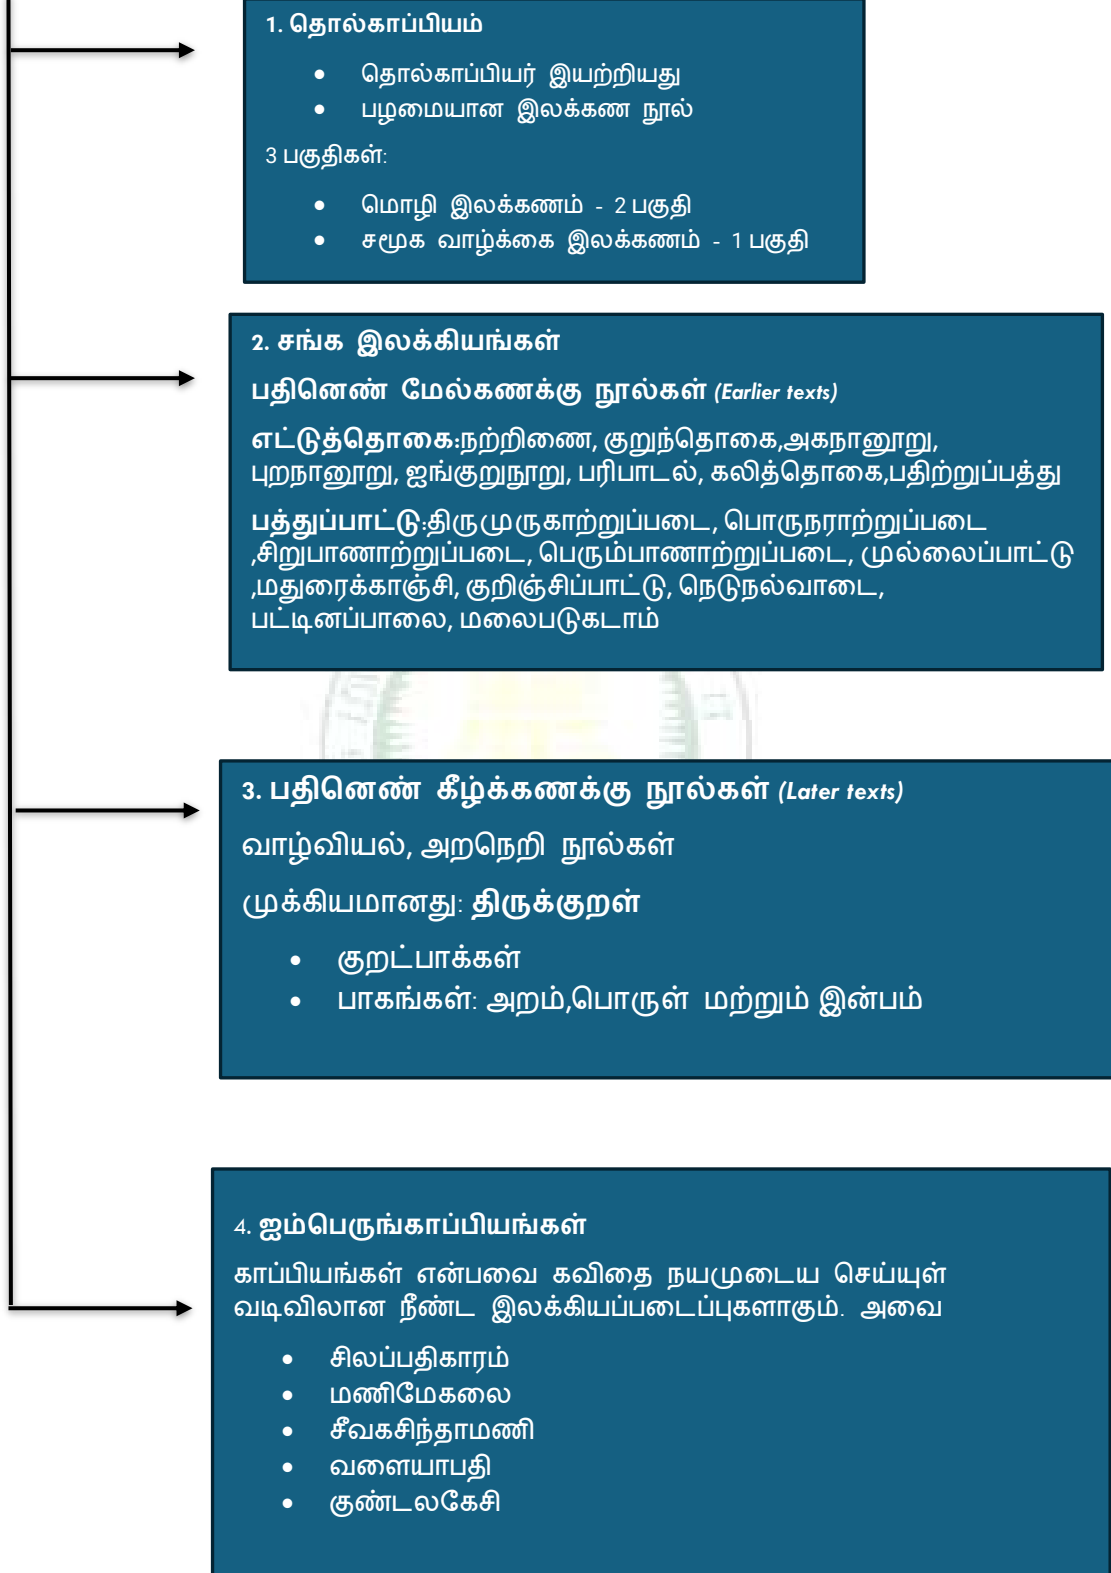 1. தொல்காப்பியம்
• தொல்காப்பியர் இயற்றியது
• பழமையான இலக்கண நூல்
3 பகுதிகள்:
• மொழி இலக்கணம் - 2 பகுதி
• சமூக வாழ்க்கை இலக்கணம் - 1 பகுதி
2. சங்க இலக்கியங்கள்
பதினெண் மேல்கணக்கு நூல்கள் (Earlier texts)
எட்டுத்தொகை:நற்றிணை, குறுந்தொகை,அகநானூறு,
புறநானூறு, ஐங்குறுநூறு, பரிபாடல், கலித்தொகை,பதிற்றுப்பத்து
பத்துப்பாட்டு:திருமுருகாற்றுப்படை, பொருநராற்றுப்படை
,சிறுபாணாற்றுப்படை, பெரும்பாணாற்றுப்படை, முல்லைப்பாட்டு
,மதுரைக்காஞ்சி, குறிஞ்சிப்பாட்டு, நெடுநல்வாடை,
பட்டினப்பாலை, மலைபடுகடாம்
3. பதினெண் கீழ்க்கணக்கு நூல்கள் (Later texts)
வாழ்வியல், அறநெறி நூல்கள்
முக்கியமானது: திருக்குறள்
• குறட்பாக்கள்
• பாகங்கள்: அறம்,பொருள் மற்றும் இன்பம்
4. ஐம்பெருங்காப்பியங்கள்
காப்பியங்கள் என்பவை கவிதை நயமுடைய செய்யுள்
வடிவிலான நீண்ட இலக்கியப்படைப்புகளாகும். அவை
• சிலப்பதிகாரம்
• மணிமேகலை
• சீவகசிந்தாமணி
• வளையாபதி
• குண்டலகேசி